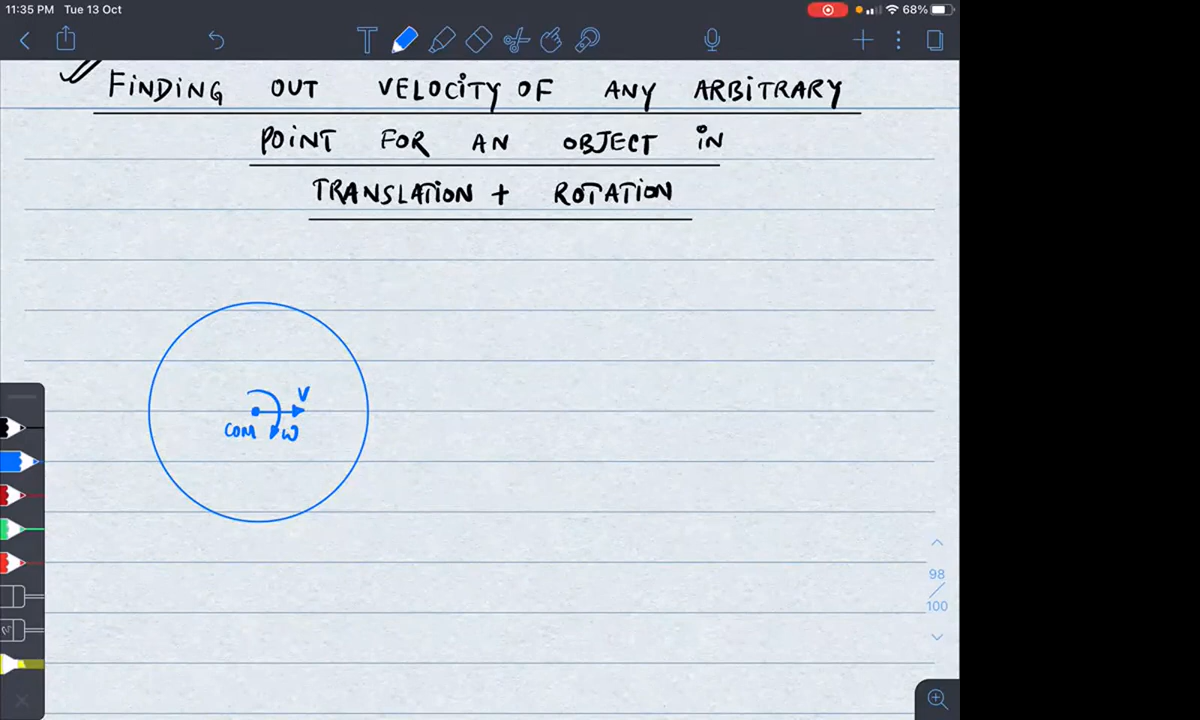 11:35 PM Tue 13 Oct
68%
T
FINDING OUT VELOCITY OF ANY ARBITRARY
POINT FOR AN OBJECT IN
TRANSLATION + ROTATION
V
COM ω
98
100